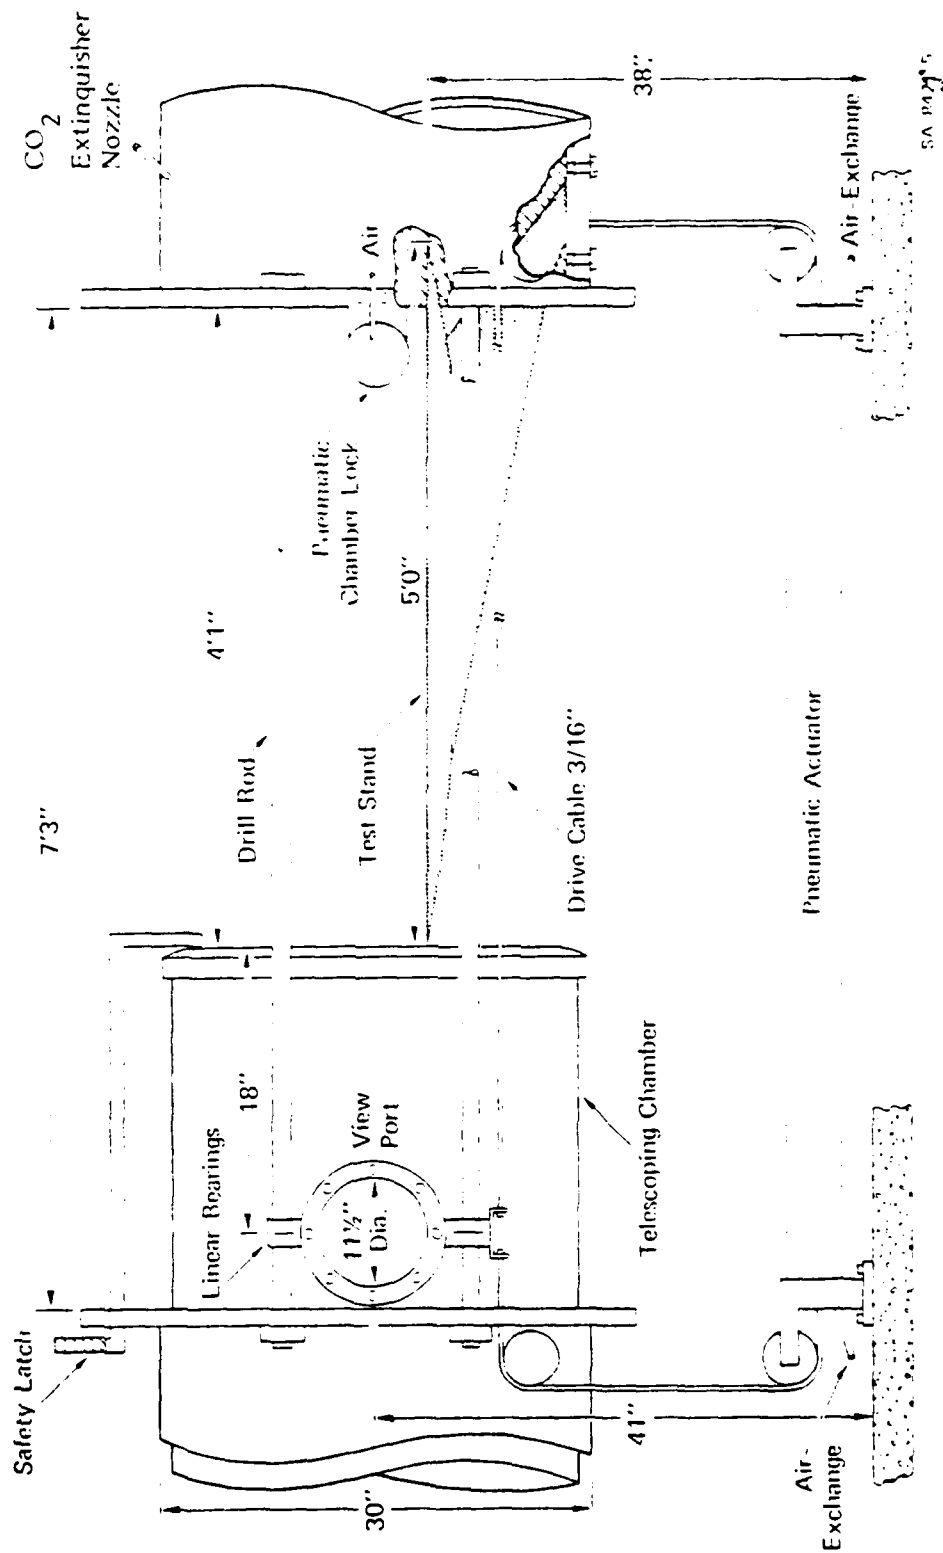 Safety Latch
7'3"
CO2
Extinquisher
Nozzle
4'1"
Linear Bearings
18"
Drill Rod
Pneumatic
Chamber Lock
Air
30"
11½"
Dia.
View
Port
Test Stand
5'0"
38"
41"
Telescoping Chamber
Drive Cable 3/16"
Air-
Exchange
Pneumatic Actuator
Air-Exchange